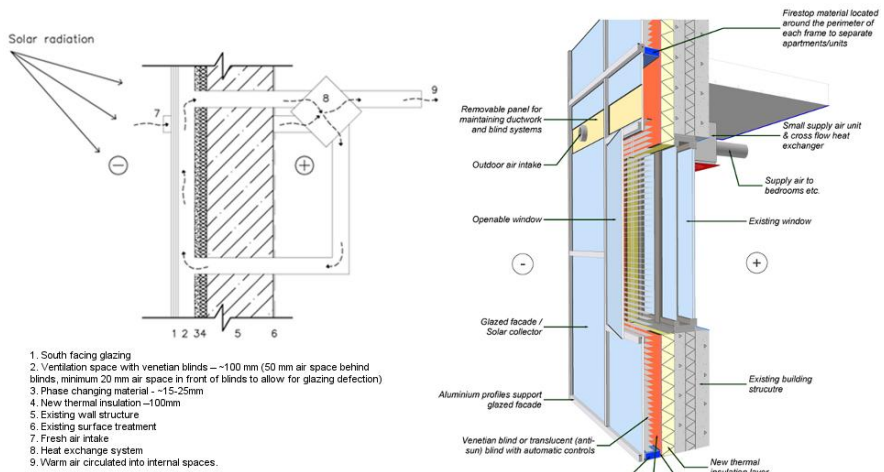 Solar radiation
7
8
9
-
+
1 2 34 5 6
1. South facing glazing
2. Ventilation space with venetian blinds – ~100 mm (50 mm air space behind
blinds, minimum 20 mm air space in front of blinds to allow for glazing defection)
3. Phase changing material - ~15-25mm
4. New thermal insulation –100mm
5. Existing wall structure
6. Existing surface treatment
7. Fresh air intake
8. Heat exchange system
9. Warm air circulated into internal spaces.
Firestop material located
around the perimeter of
each frame to separate
apartments/units
Removable panel for
maintaining ductwork
and blind systems
Outdoor air intake
Small supply air unit
& cross flow heat
exchanger
Supply air to
bedrooms etc.
Openable window
Existing window
-
+
Glazed facade /
Solar collector
Aluminium profiles support
glazed facade
Existing building
strucutre
Venetian blind or translucent (anti-
sun) blind with automatic controls
New thermal
insulation layer